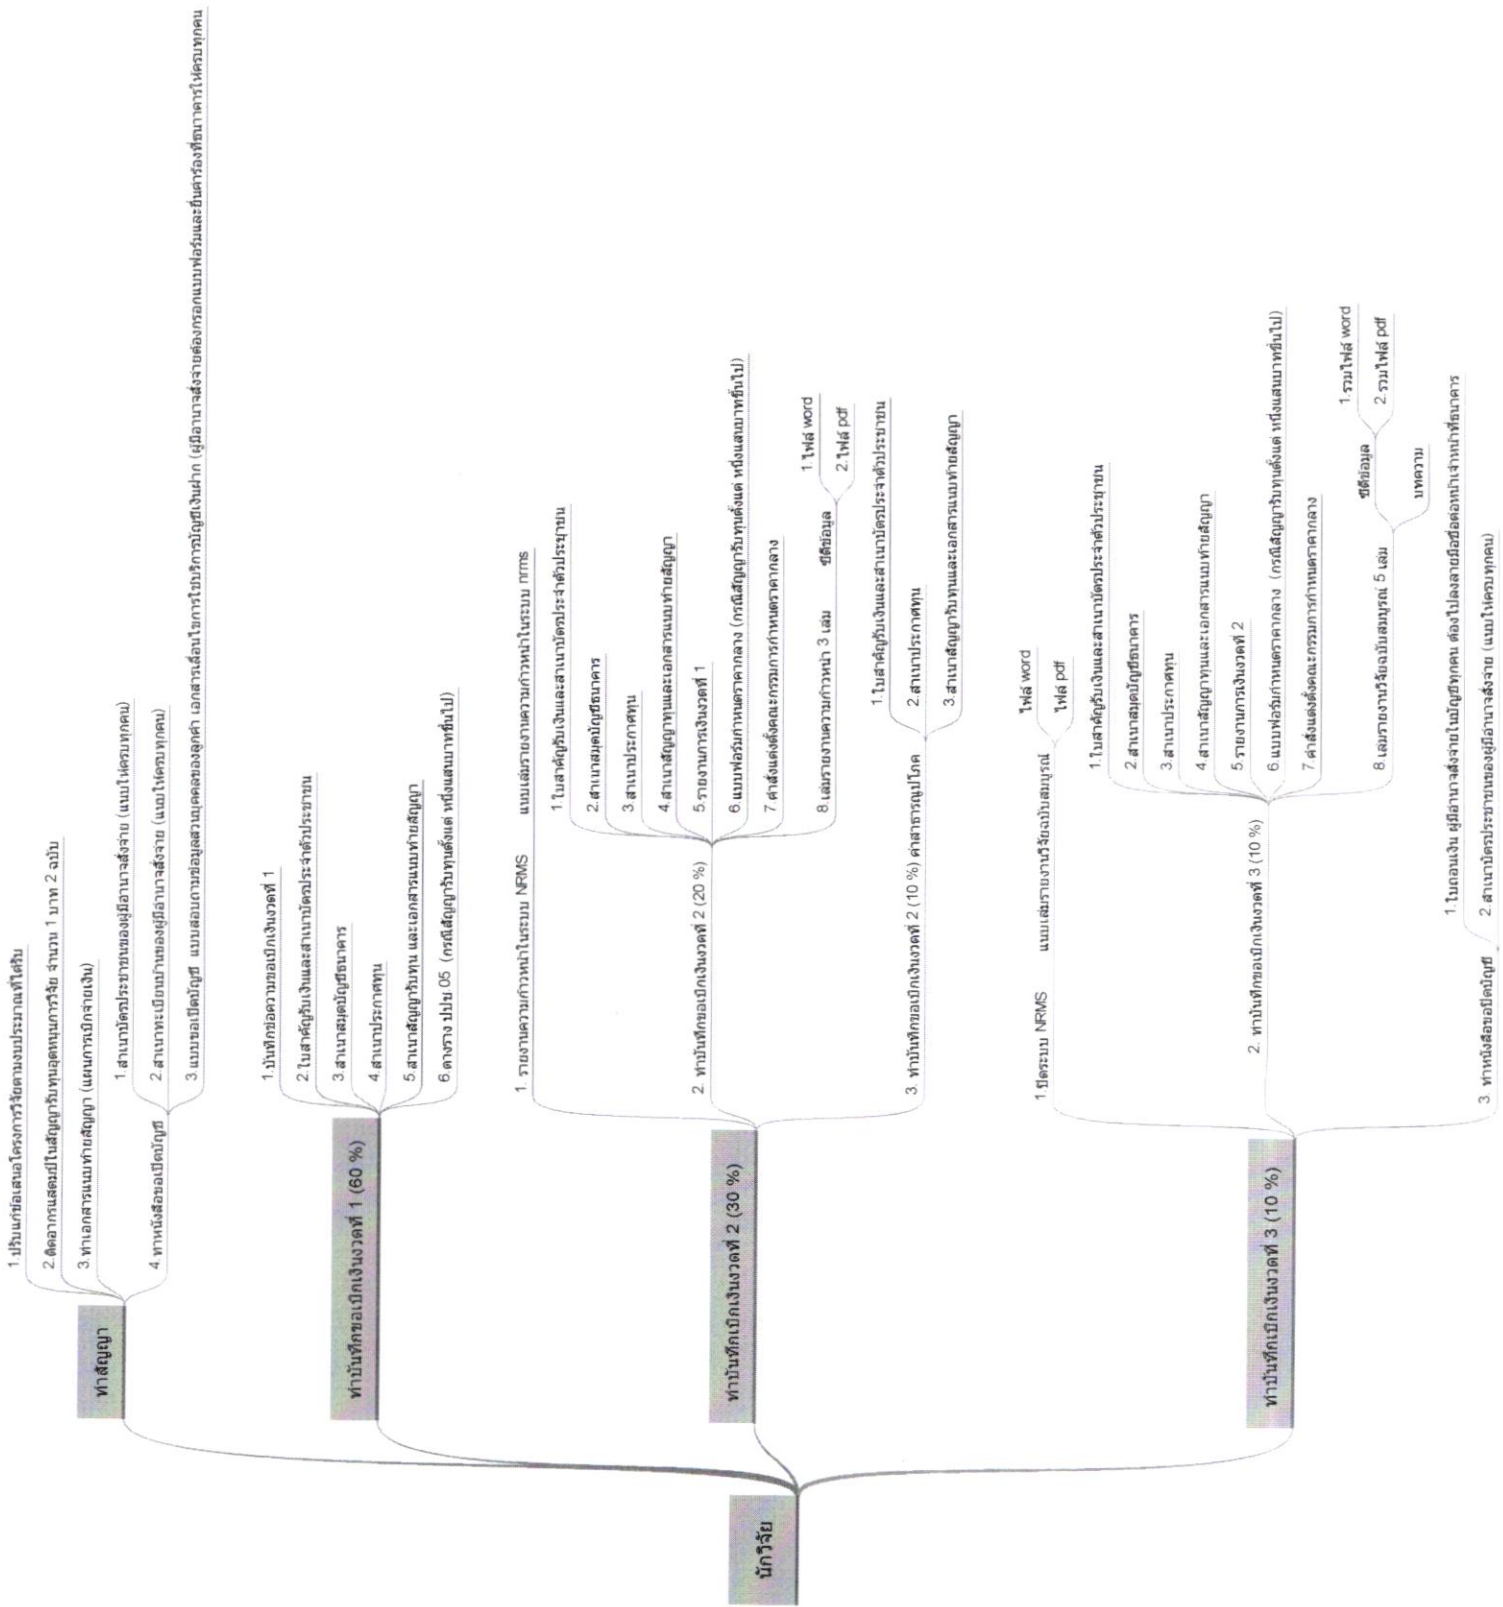 นักวิจัย
ทำสัญญา
1.ปรับแก้ข้อเสนอโครงการวิจัยตามงบประมาณที่ได้รับ
2.ติดอากรแสตมป์ในสัญญารับทุนอุดหนุนการวิจัย จำนวน 1 บาท 2 ฉบับ
3.ทำเอกสารแนบท้ายสัญญา (แผนการเบิกจ่ายเงิน)
4.ทำหนังสือขอเปิดบัญชี
1.สำเนาบัตรประชาชนของผู้มีอำนาจสั่งจ่าย (แนบให้ครบทุกคน)
2.สำเนาทะเบียนบ้านของผู้มีอำนาจสั่งจ่าย (แนบให้ครบทุกคน)
3.แบบขอเปิดบัญชี แบบสอบถามข้อมูลส่วนบุคคลของลูกค้า เอกสารเงื่อนไขการใช้บริการบัญชีเงินฝาก (ผู้มีอำนาจสั่งจ่ายต้องกรอกแบบฟอร์มและยื่นคำร้องที่ธนาคารให้ครบทุกคน
ทำบันทึกขอเบิกเงินงวดที่ 1 (60 %)
1.บันทึกข้อความขอเบิกเงินงวดที่ 1
2.ใบสำคัญรับเงินและสำเนาบัตรประจำตัวประชาชน
3.สำเนาสมุดบัญชีธนาคาร
4.สำเนาประกาศทุน
5.สำเนาสัญญารับทุน และเอกสารแนบท้ายสัญญา
6.ตาราง ปปช 05 (กรณีสัญญารับทุนตั้งแต่ หนึ่งแสนบาทขึ้นไป)
ทำบันทึกเบิกเงินงวดที่ 2 (30 %)
1. รายงานความก้าวหน้าในระบบ NRMS
แนบเล่มรายงานความก้าวหน้าในระบบ nrms
2. ทำบันทึกขอเบิกเงินงวดที่ 2 (20 %)
1.ใบสำคัญรับเงินและสำเนาบัตรประจำตัวประชาชน
2.สำเนาสมุดบัญชีธนาคาร
3.สำเนาประกาศทุน
4.สำเนาสัญญาทุนและเอกสารแนบท้ายสัญญา
5.รายงานการเงินงวดที่ 1
6.แบบฟอร์มกำหนดราคากลาง (กรณีสัญญารับทุนตั้งแต่ หนึ่งแสนบาทขึ้นไป)
7.คำสั่งแต่งตั้งคณะกรรมการกำหนดราคากลาง
8.เล่มรายงานความก้าวหน้า 3 เล่ม
ซีดีข้อมูล
1.ไฟล์ word
2.ไฟล์ pdf
3. ทำบันทึกขอเบิกเงินงวดที่ 2 (10 %) ค่าสาธารณูปโภค
1.ใบสำคัญรับเงินและสำเนาบัตรประจำตัวประชาชน
2.สำเนาประกาศทุน
3.สำเนาสัญญารับทุนและเอกสารแนบท้ายสัญญา
ทำบันทึกเบิกเงินงวดที่ 3 (10 %)
1.ปิดระบบ NRMS
แนบเล่มรายงานวิจัยฉบับสมบูรณ์
ไฟล์ word
ไฟล์ pdf
2. ทำบันทึกขอเบิกเงินงวดที่ 3 (10 %)
1.ใบสำคัญรับเงินและสำเนาบัตรประจำตัวประชาชน
2.สำเนาสมุดบัญชีธนาคาร
3.สำเนาประกาศทุน
4.สำเนาสัญญาทุนและเอกสารแนบท้ายสัญญา
5.รายงานการเงินงวดที่ 2
6.แบบฟอร์มกำหนดราคากลาง (กรณีสัญญารับทุนตั้งแต่ หนึ่งแสนบาทขึ้นไป)
7.คำสั่งแต่งตั้งคณะกรรมการกำหนดราคากลาง
8.เล่มรายงานวิจัยฉบับสมบูรณ์ 5 เล่ม
ซีดีข้อมูล
1.รวมไฟล์ word
2.รวมไฟล์ pdf
บทความ
3. ทำหนังสือขอปิดบัญชี
1.ใบถอนเงิน ผู้มีอำนาจสั่งจ่ายในบัญชีทุกคน ต้องไปลงลายมือชื่อต่อหน้าเจ้าหน้าที่ธนาคาร
2.สำเนาบัตรประชาชนของผู้มีอำนาจสั่งจ่าย (แนบให้ครบทุกคน)